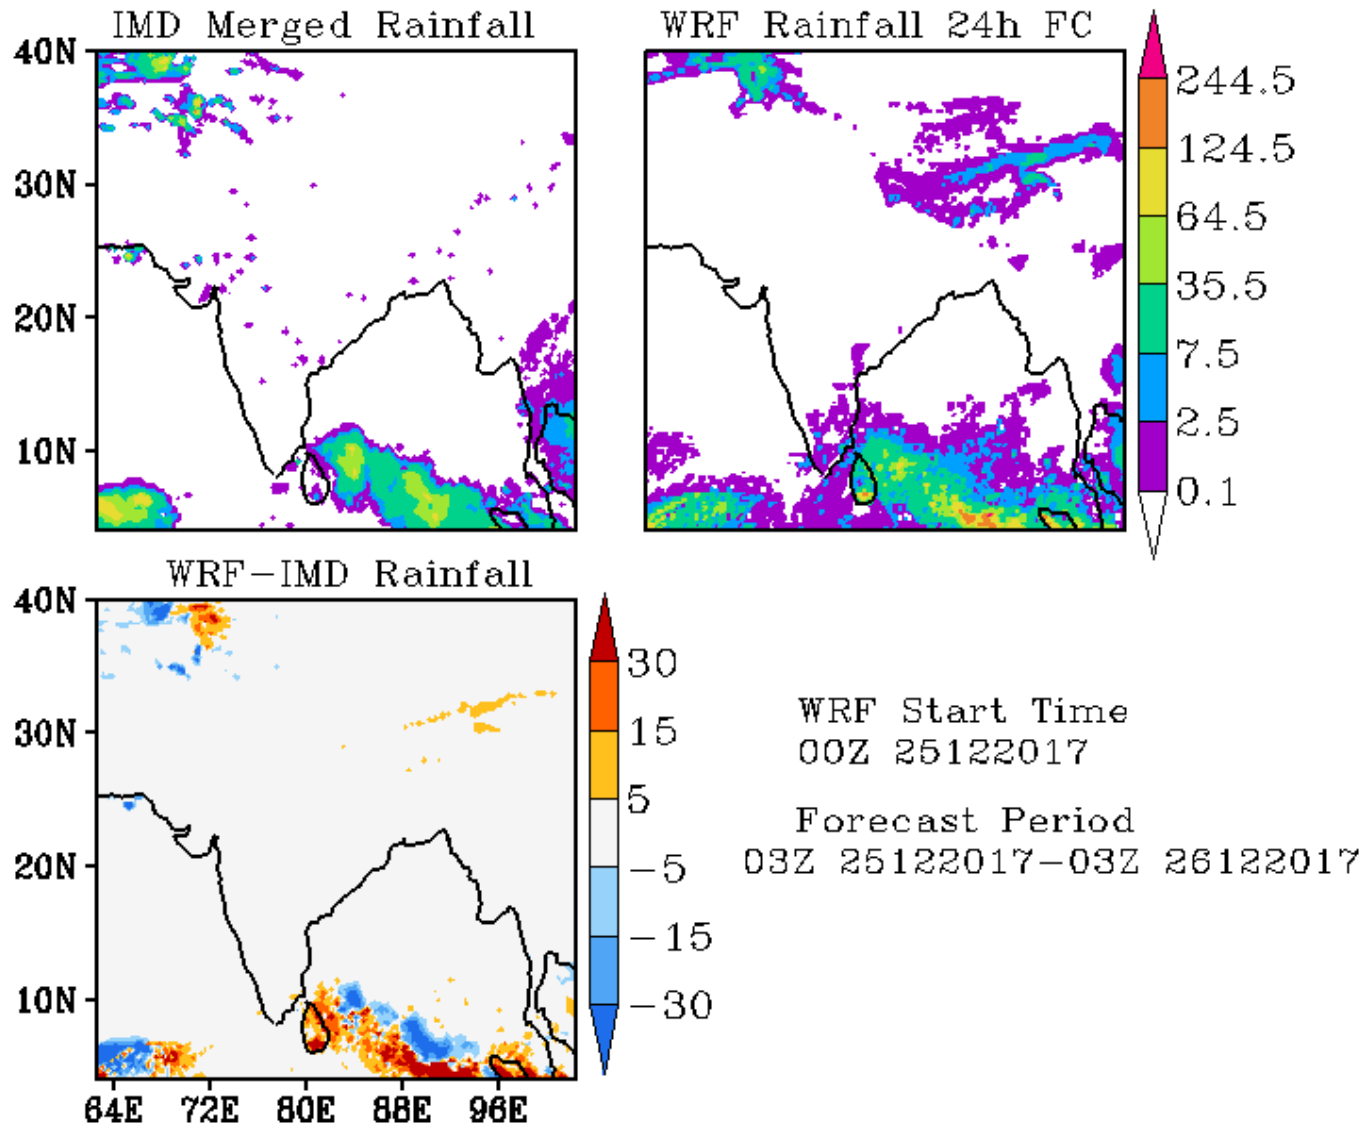 IMD Merged Rainfall
WRF Rainfall 24h FC
40N
30N
20N
10N
244.5
124.5
64.5
35.5
7.5
2.5
0.1
WRF-IMD Rainfall
40N
30N
20N
10N
64E 72E 80E 88E 96E
30
15
5
-5
-15
-30
WRF Start Time
00Z 25122017
Forecast Period
03Z 25122017-03Z 26122017